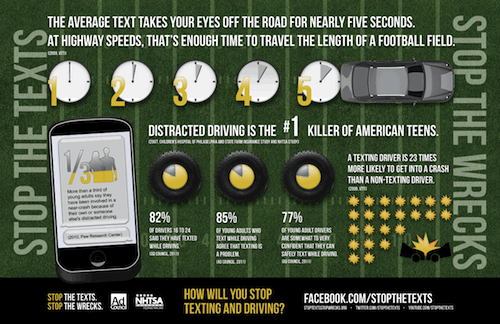 THE AVERAGE TEXT TAKES YOUR EYES OFF THE ROAD FOR NEARLY FIVE SECONDS.
AT HIGHWAY SPEEDS, THAT'S ENOUGH TIME TO TRAVEL THE LENGTH OF A FOOTBALL FIELD.
(2009, VTTI)
STOP THE TEXTS
STOP THE WRECKS
1 2 3 4 5
DISTRACTED DRIVING IS THE #1 KILLER OF AMERICAN TEENS.
(2007, CHILDREN'S HOSPITAL OF PHILADELPHIA AND STATE FARM INSURANCE STUDY AND NHTSA STUDY)
1/3
More than a third of
young adults say they
have been involved in a
near-crash because of
their own or someone
else's distracted driving.
(2010, Pew Research Center)
82%
OF DRIVERS 16 TO 24
SAID THEY HAVE TEXTED
WHILE DRIVING.
(AD COUNCIL, 2011)
85%
OF YOUNG ADULTS WHO
TEXT WHILE DRIVING
AGREE THAT TEXTING IS
A PROBLEM.
(AD COUNCIL, 2011)
77%
OF YOUNG ADULT DRIVERS
ARE SOMEWHAT TO VERY
CONFIDENT THAT THEY CAN
SAFELY TEXT WHILE DRIVING.
(AD COUNCIL, 2011)
A TEXTING DRIVER IS 23 TIMES
MORE LIKELY TO GET INTO A CRASH
THAN A NON-TEXTING DRIVER.
(2009, VTTI)
STOP THE TEXTS.
STOP THE WRECKS.
Ad
Council
NHTSA
HOW WILL YOU STOP
TEXTING AND DRIVING?
FACEBOOK.COM/STOPTHETEXTS
STOPTEXTSSTOPWRECKS.ORG • TWITTER.COM/STOPTEXTS • YOUTUBE.COM/STOPTEXTS